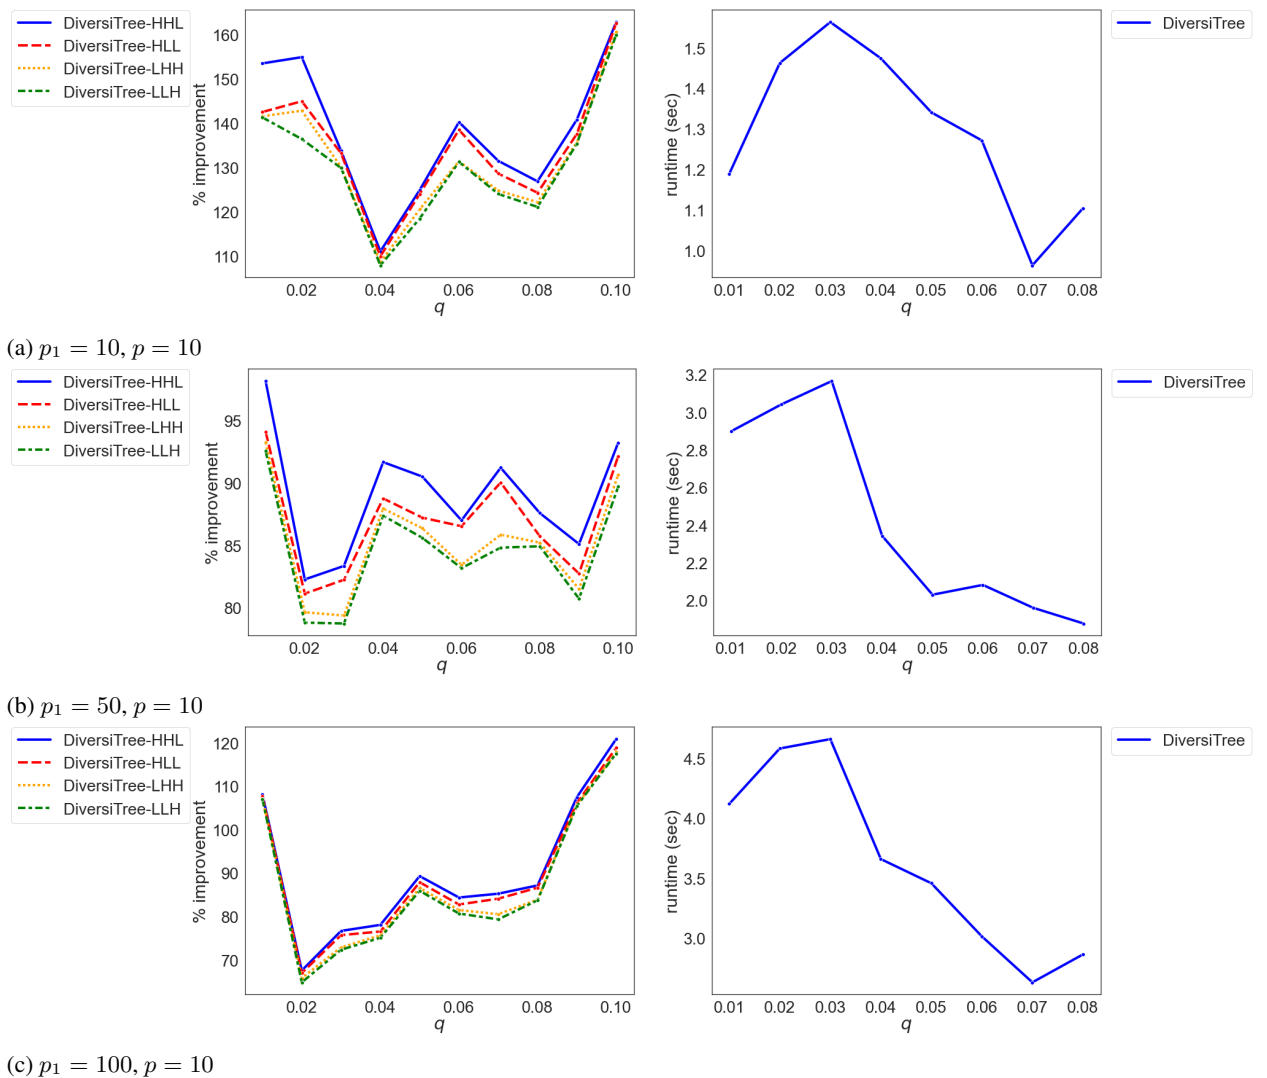 DiversiTree-HHL
DiversiTree-HLL
DiversiTree-LHH
DiversiTree-LLH
% improvement
160
150
140
130
120
110
0.02 0.04 0.06 0.08 0.10
q
runtime (sec)
1.5
1.4
1.3
1.2
1.1
1.0
0.01 0.02 0.03 0.04 0.05 0.06 0.07 0.08
q
DiversiTree
(a) p₁ = 10, p = 10
DiversiTree-HHL
DiversiTree-HLL
DiversiTree-LHH
DiversiTree-LLH
% improvement
95
90
85
80
0.02 0.04 0.06 0.08 0.10
q
runtime (sec)
3.2
3.0
2.8
2.6
2.4
2.2
2.0
0.01 0.02 0.03 0.04 0.05 0.06 0.07 0.08
q
DiversiTree
(b) p₁ = 50, p = 10
DiversiTree-HHL
DiversiTree-HLL
DiversiTree-LHH
DiversiTree-LLH
% improvement
120
110
100
90
80
70
0.02 0.04 0.06 0.08 0.10
q
runtime (sec)
4.5
4.0
3.5
3.0
0.01 0.02 0.03 0.04 0.05 0.06 0.07 0.08
q
DiversiTree
(c) p₁ = 100, p = 10